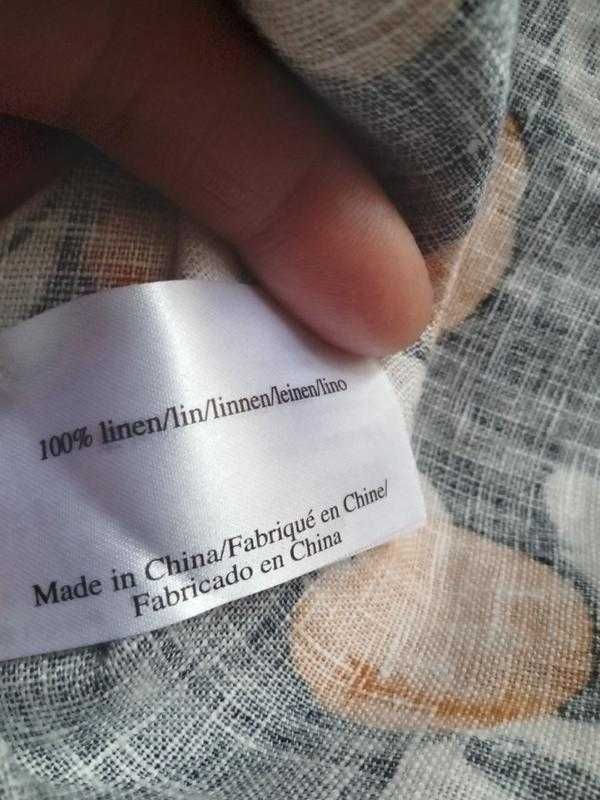 100% linen/lin/linnen/leinen/lino
Made in China/Fabriqué en Chine/
Fabricado en China